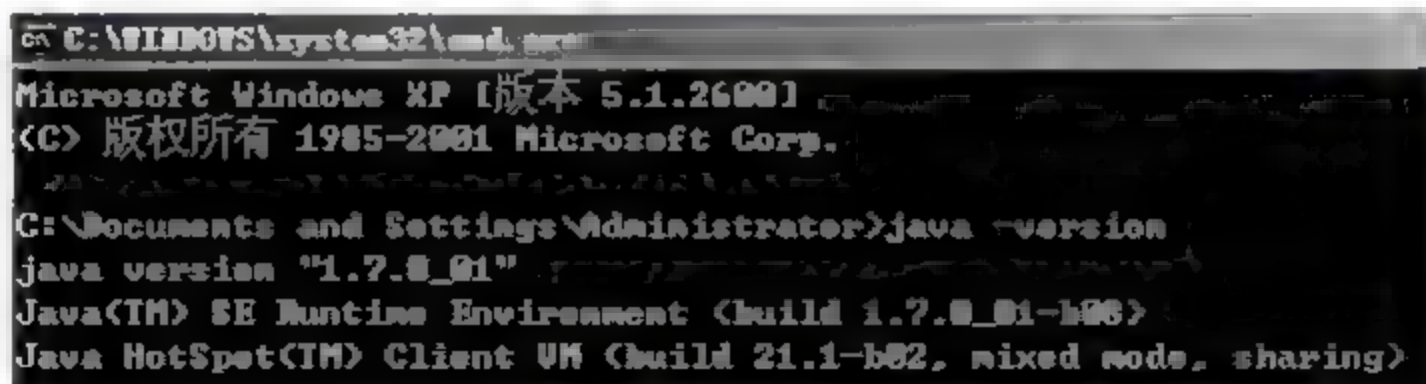 C:\WINDOWS\system32\cmd.exe
Microsoft Windows XP [版本 5.1.2600]
(C) 版权所有 1985-2001 Microsoft Corp.
C:\Documents and Settings\Administrator>java -version
java version "1.7.0_01"
Java(TM) SE Runtime Environment (build 1.7.0_01-b08)
Java HotSpot(TM) Client VM (build 21.1-b02, mixed mode, sharing)